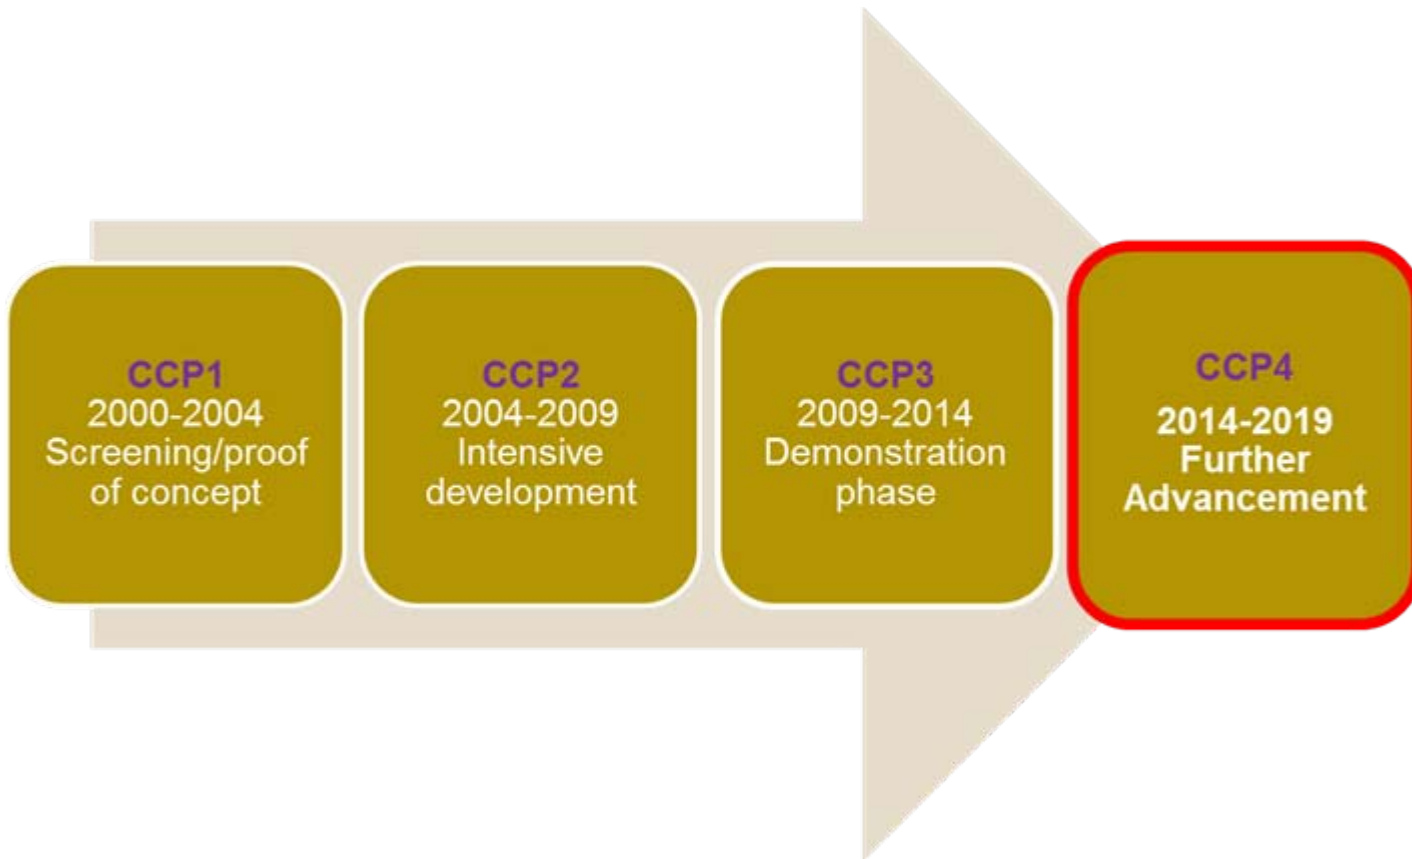 CCP1
2000-2004
Screening/proof
of concept
CCP2
2004-2009
Intensive
development
CCP3
2009-2014
Demonstration
phase
CCP4
2014-2019
Further
Advancement